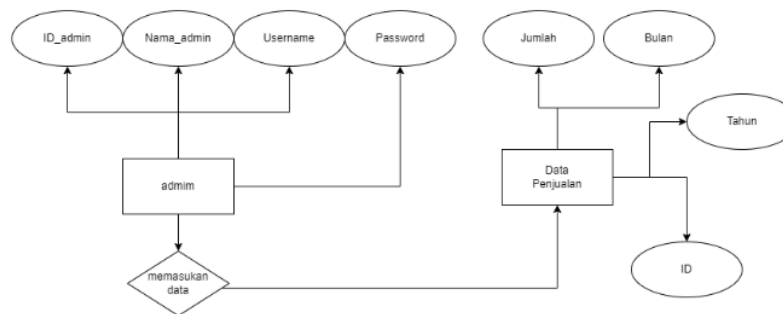 ID_admin
Nama_admin
Username
Password
Jumlah
Bulan
Tahun
admim
Data
Penjualan
memasukan
data
ID